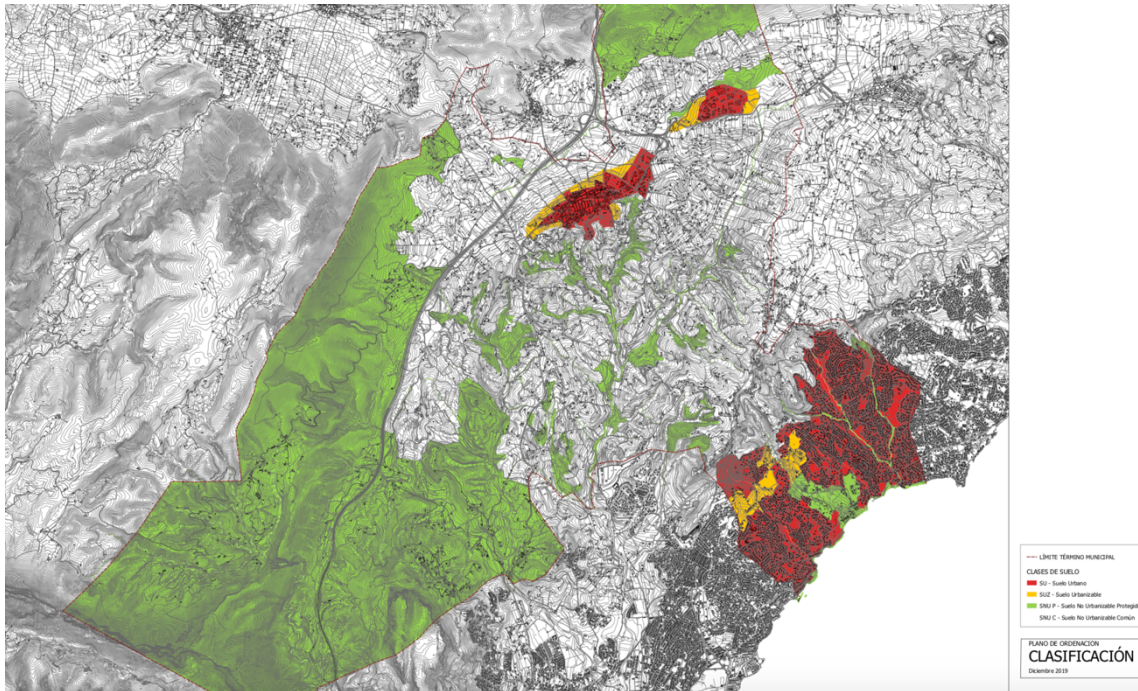 LÍMITE TÉRMINO MUNICIPAL
CLASES DE SUELO
SU - Suelo Urbano
SUZ - Suelo Urbanizable
SNU P - Suelo No Urbanizable Protegid
SNU C - Suelo No Urbanizable Común
PLANO DE ORDENACIÓN
CLASIFICACIÓN
Diciembre 2019